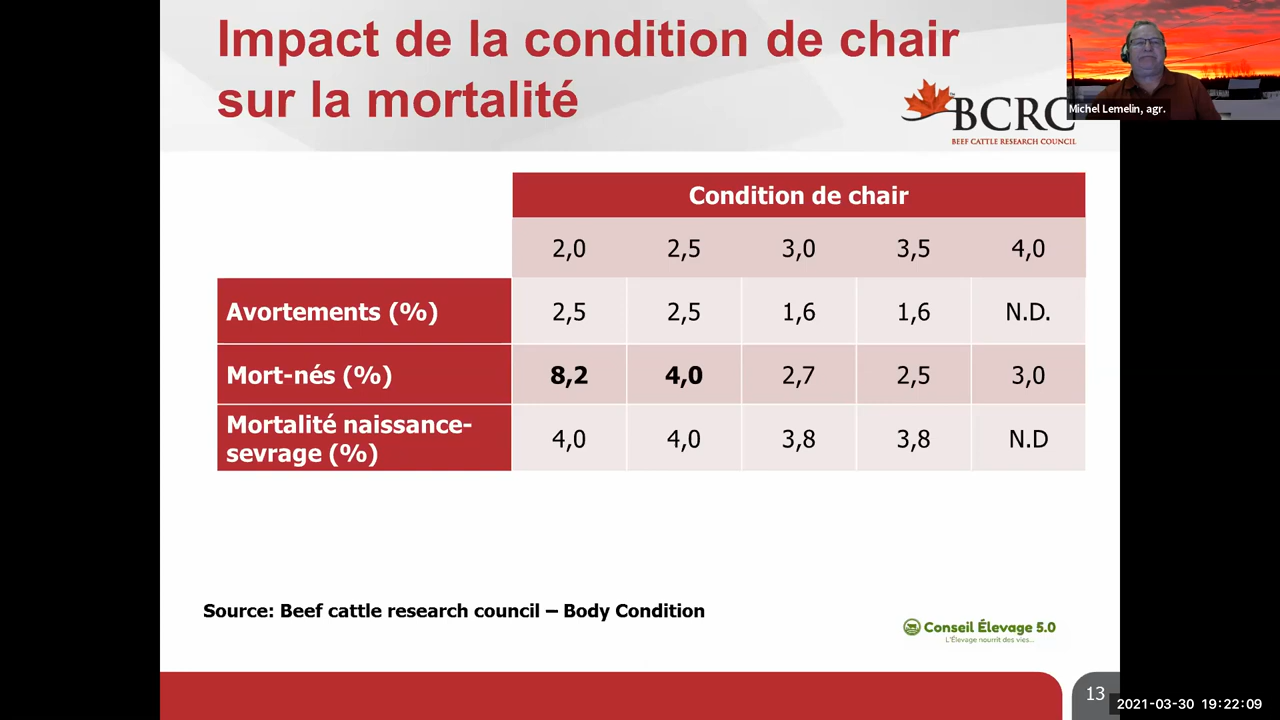 Impact de la condition de chair
sur la mortalité
BCRC
BEEF CATTLE RESEARCH COUNCIL
Michel Lemelin, agr.
Condition de chair
2,0 2,5 3,0 3,5 4,0
Avortements (%) 2,5 2,5 1,6 1,6 N.D.
Mort-nés (%) 8,2 4,0 2,7 2,5 3,0
Mortalité naissance-
sevrage (%) 4,0 4,0 3,8 3,8 N.D
Source: Beef cattle research council – Body Condition
Conseil Élevage 5.0
L'Élevage nourrit des vies...
13
2021-03-30 19:22:09